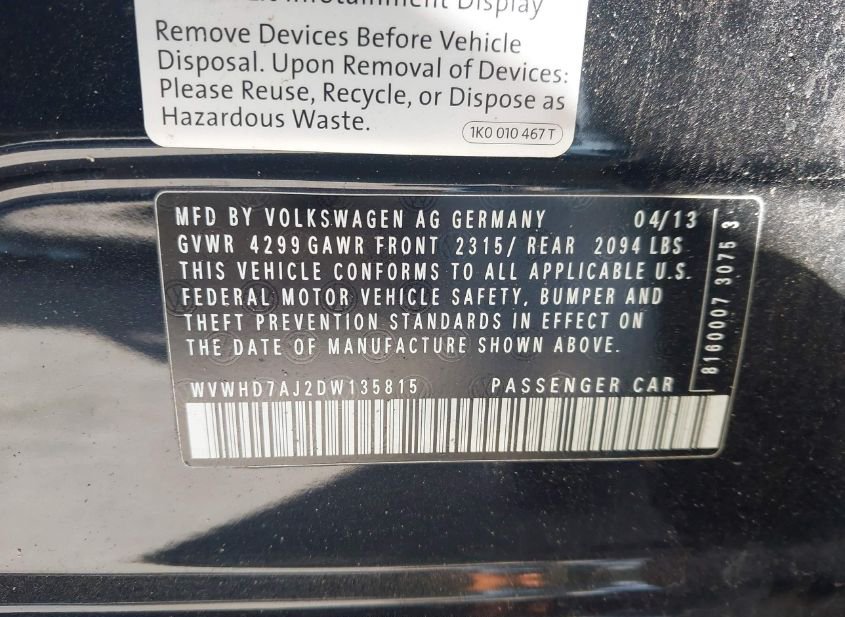 Infotainment Display
Remove Devices Before Vehicle
Disposal. Upon Removal of Devices:
Please Reuse, Recycle, or Dispose as
Hazardous Waste.
1K0 010 467 T
MFD BY VOLKSWAGEN AG GERMANY 04/13
GVWR 4299 GAWR FRONT 2315/ REAR 2094 LBS
THIS VEHICLE CONFORMS TO ALL APPLICABLE U.S.
FEDERAL MOTOR VEHICLE SAFETY, BUMPER AND
THEFT PREVENTION STANDARDS IN EFFECT ON
THE DATE OF MANUFACTURE SHOWN ABOVE.
WVWHD7AJ2DW135815 PASSENGER CAR
8160007 3075 3